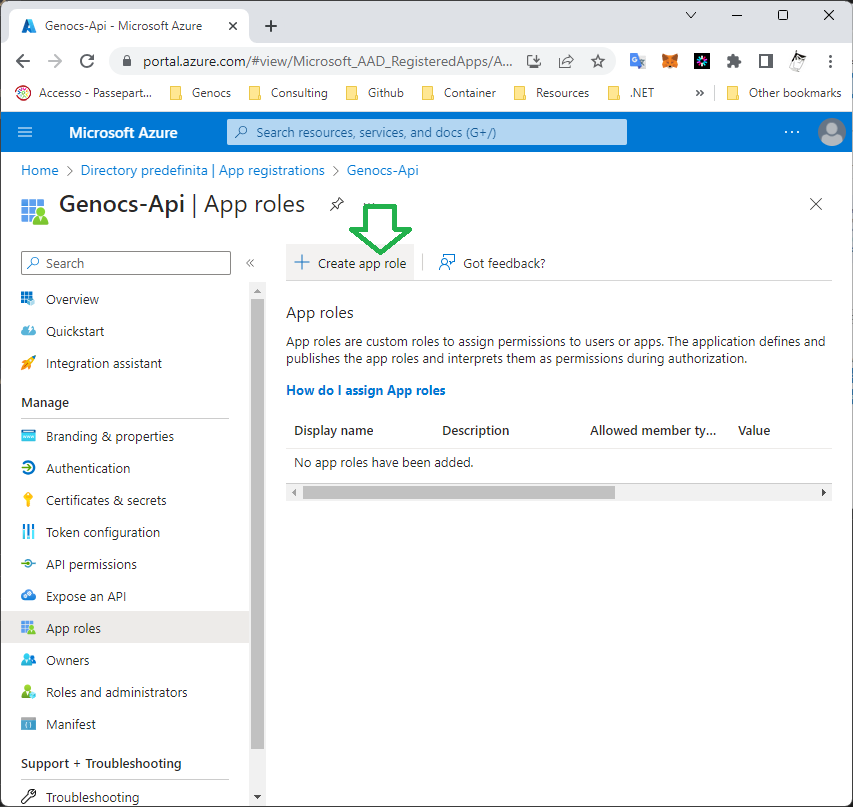 Genocs-Api - Microsoft Azure
portal.azure.com/#view/Microsoft_AAD_RegisteredApps/A...
Accesso - Passepart...
Genocs
Consulting
Github
Container
Resources
.NET
»
Other bookmarks
Microsoft Azure
Search resources, services, and docs (G+/)
...
Home > Directory predefinita | App registrations > Genocs-Api
Genocs-Api | App roles
Search
«
Overview
Quickstart
Integration assistant
Manage
Branding & properties
Authentication
Certificates & secrets
Token configuration
API permissions
Expose an API
App roles
Owners
Roles and administrators
Manifest
Support + Troubleshooting
Troubleshooting
+ Create app role
Got feedback?
App roles
App roles are custom roles to assign permissions to users or apps. The application defines and
publishes the app roles and interprets them as permissions during authorization.
How do I assign App roles
Display name
Description
Allowed member ty...
Value
No app roles have been added.